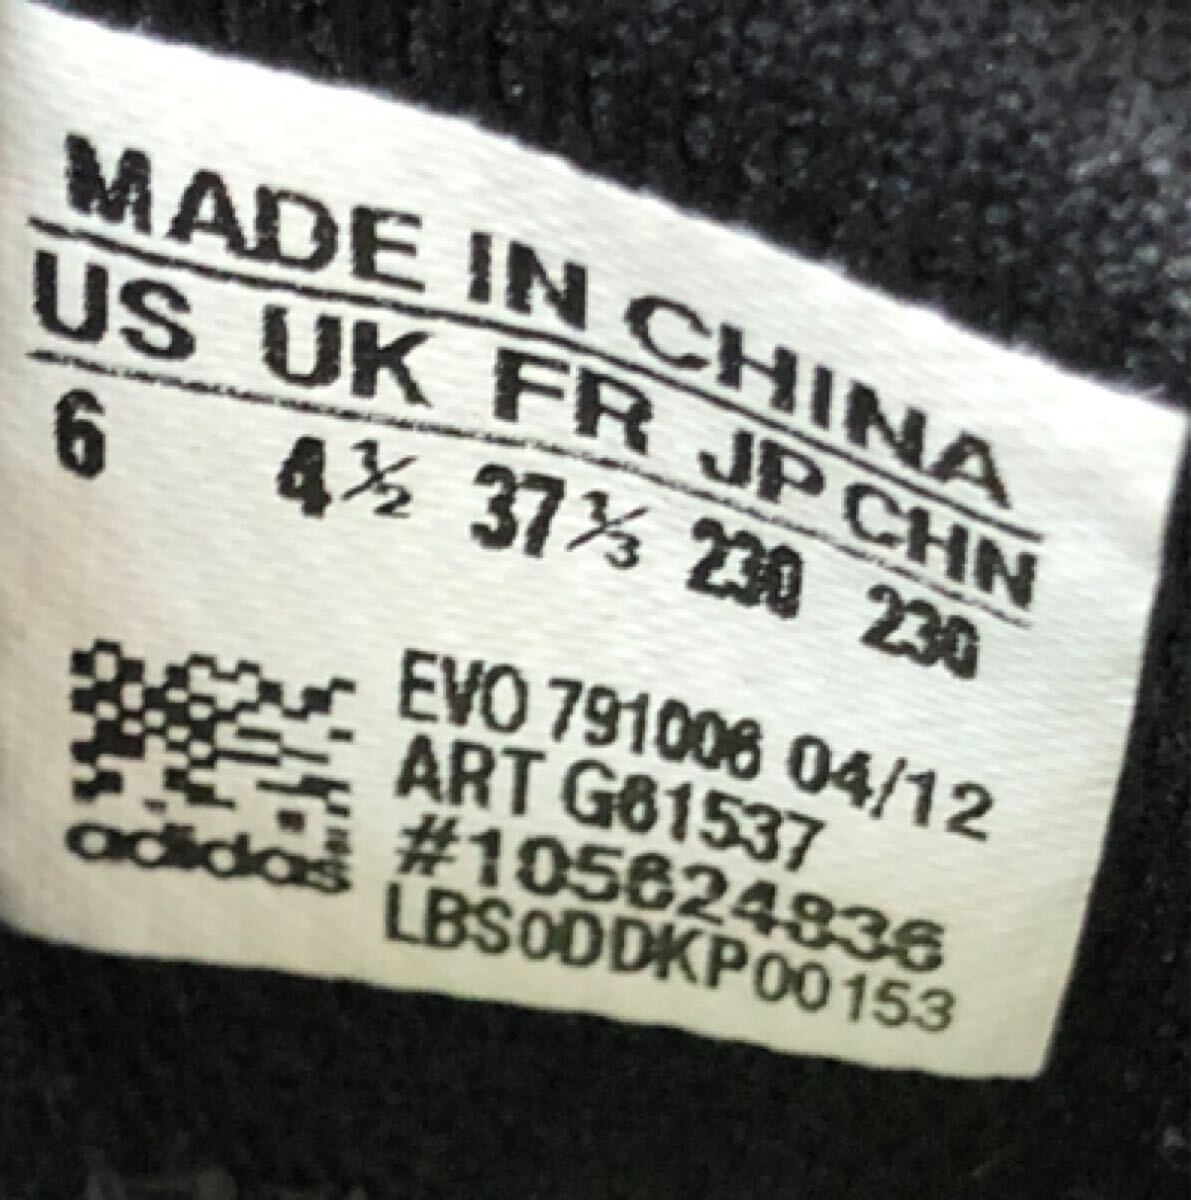 MADE IN CHINA
US UK FR JP CHN
6 4½ 37⅓ 230 230
EVO 791006 04/12
ART G61537
#105624836
LBS0DDKP00153
adidas